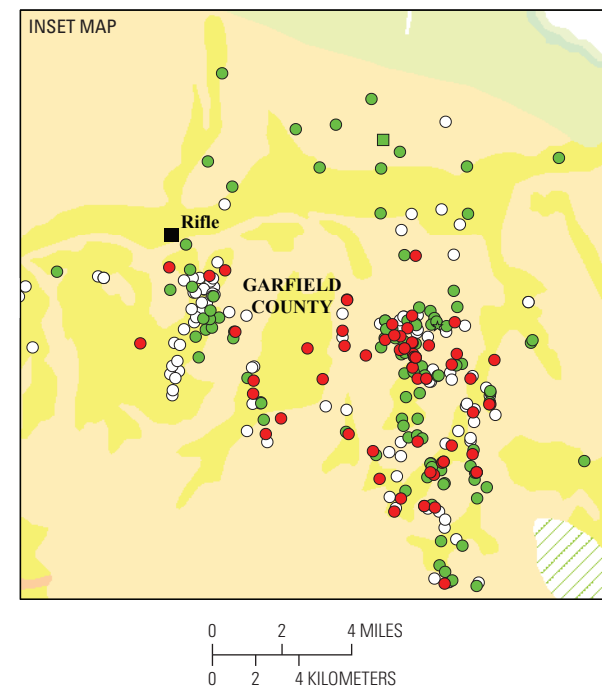 INSET MAP
Rifle
GARFIELD
COUNTY
0 2 4 MILES
0 2 4 KILOMETERS